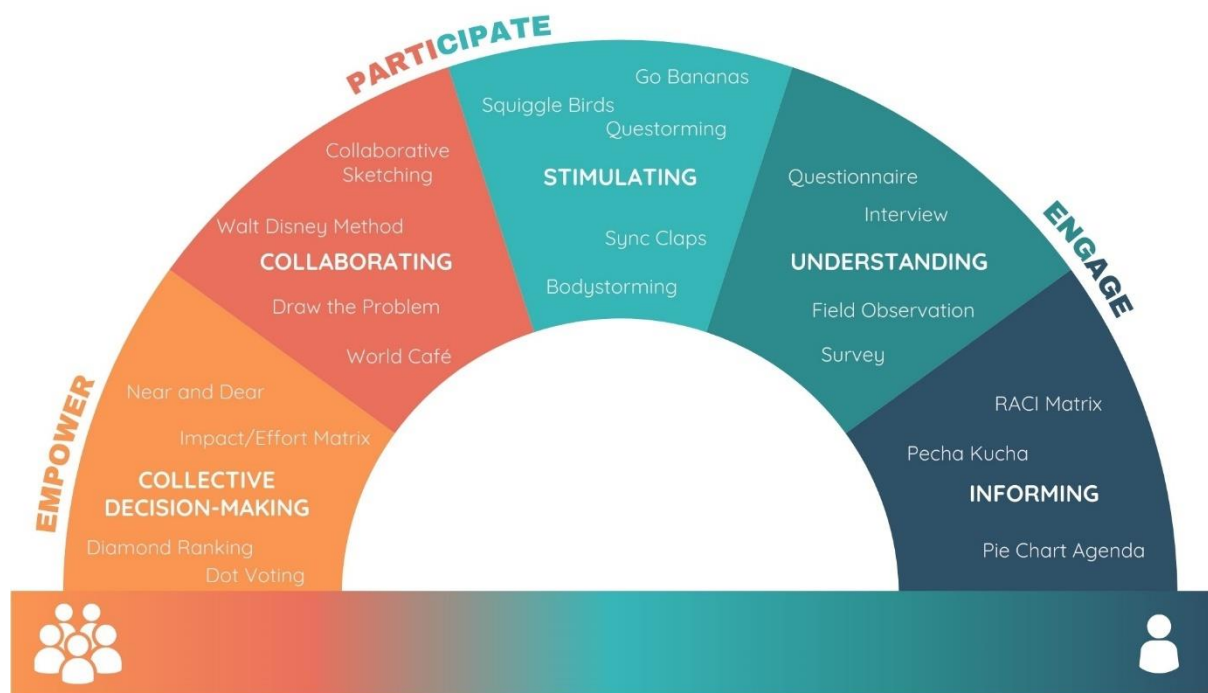 EMPOWER
Near and Dear
Impact/Effort Matrix
COLLECTIVE
DECISION-MAKING
Diamond Ranking
Dot Voting
PARTICIPATE
Collaborative
Sketching
Walt Disney Method
COLLABORATING
Draw the Problem
World Café
Go Bananas
Squiggle Birds
Questorming
STIMULATING
Sync Claps
Bodystorming
ENGAGE
Questionnaire
Interview
UNDERSTANDING
Field Observation
Survey
RACI Matrix
Pecha Kucha
INFORMING
Pie Chart Agenda